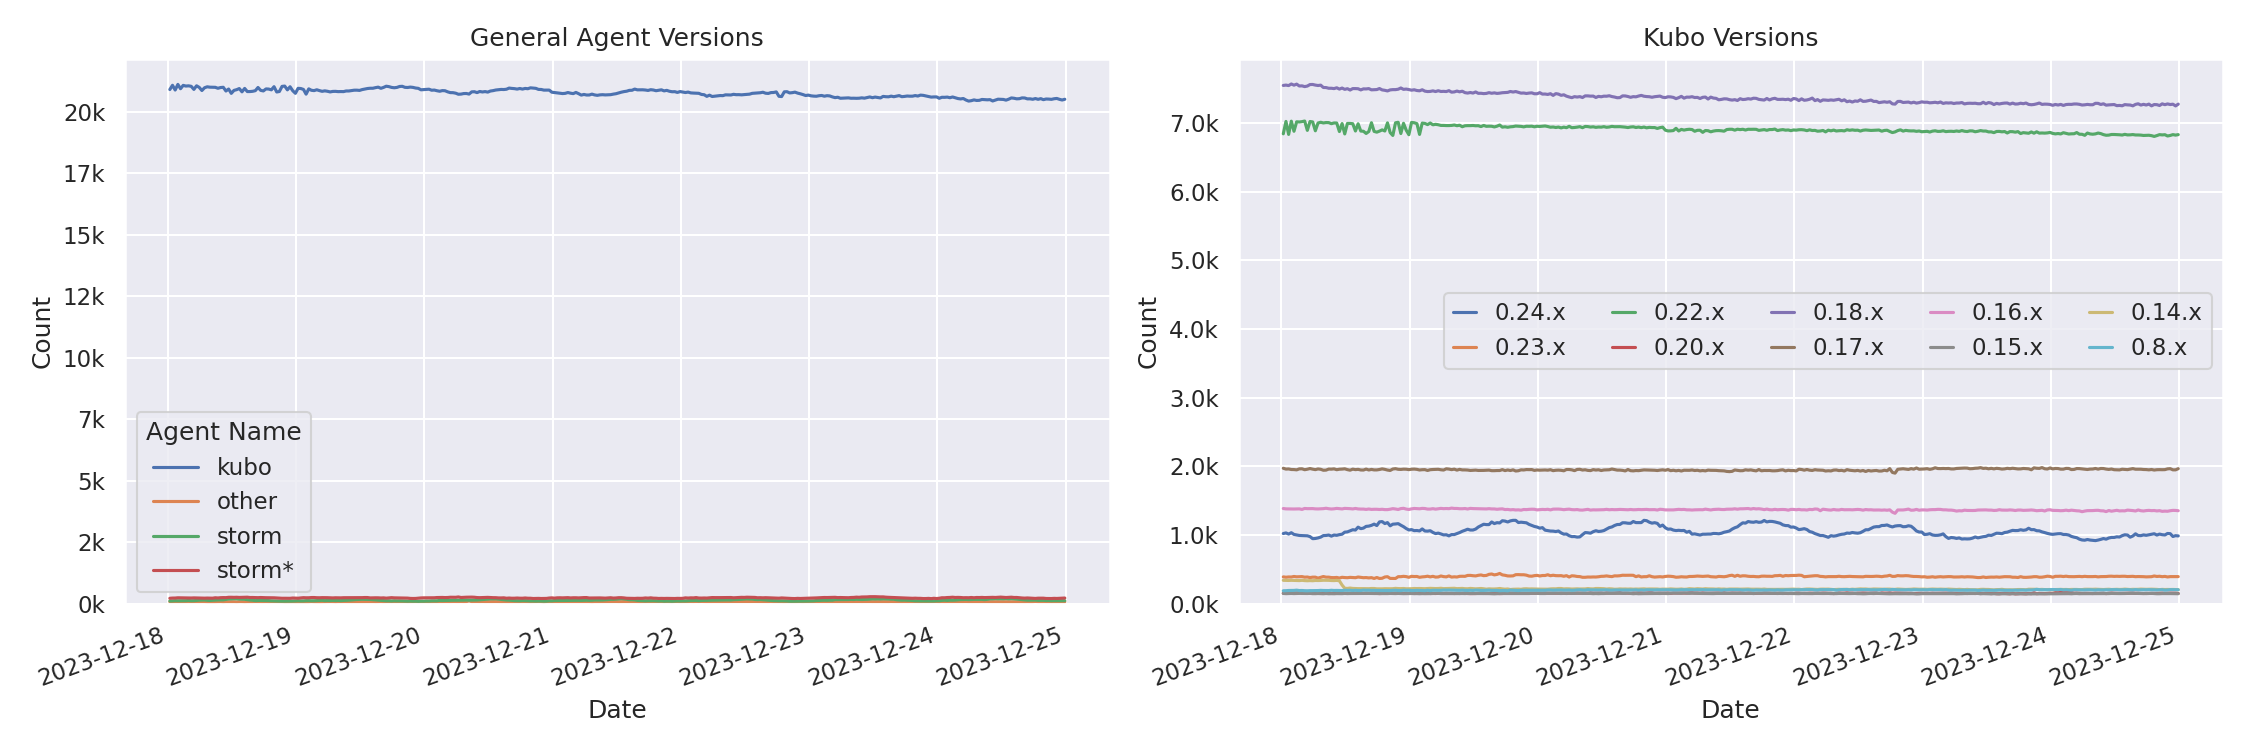 General Agent Versions
20k
17k
15k
12k
10k
7k
5k
2k
0k
Count
Agent Name
kubo
other
storm
storm*
2023-12-18
2023-12-19
2023-12-20
2023-12-21
2023-12-22
2023-12-23
2023-12-24
2023-12-25
Date
Kubo Versions
7.0k
6.0k
5.0k
4.0k
3.0k
2.0k
1.0k
0.0k
Count
0.24.x 0.22.x 0.18.x 0.16.x 0.14.x
0.23.x 0.20.x 0.17.x 0.15.x 0.8.x
2023-12-18
2023-12-19
2023-12-20
2023-12-21
2023-12-22
2023-12-23
2023-12-24
2023-12-25
Date